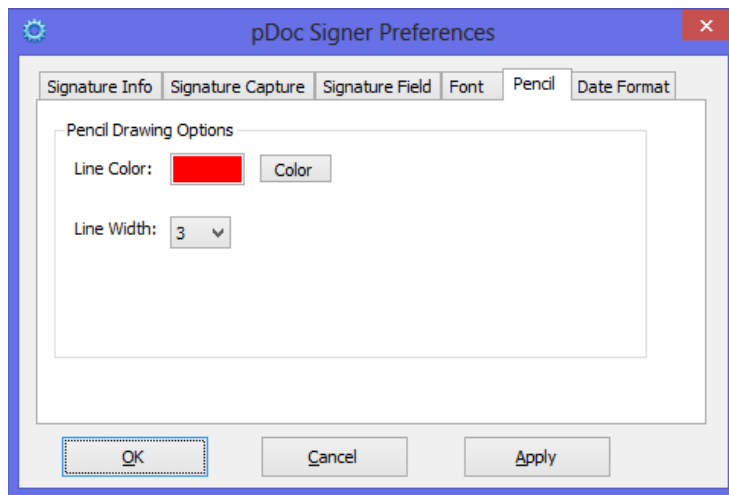 pDoc Signer Preferences
Signature Info Signature Capture Signature Field Font Pencil Date Format
Pencil Drawing Options
Line Color: Color
Line Width: 3
OK Cancel Apply